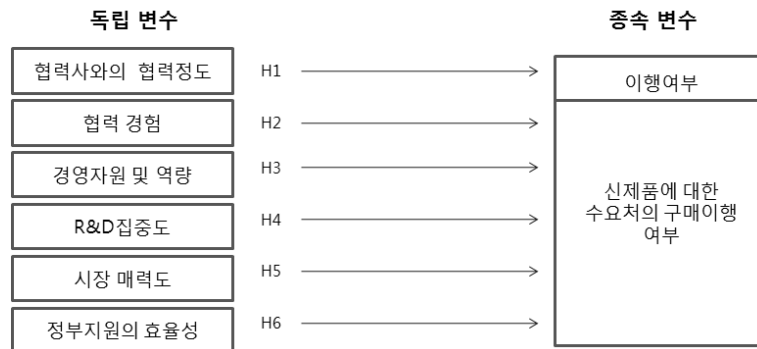 독립 변수
종속 변수
협력사와의 협력정도
H1
이행여부
협력 경험
H2
경영자원 및 역량
H3
신제품에 대한
수요처의 구매이행
여부
R&D집중도
H4
시장 매력도
H5
정부지원의 효율성
H6